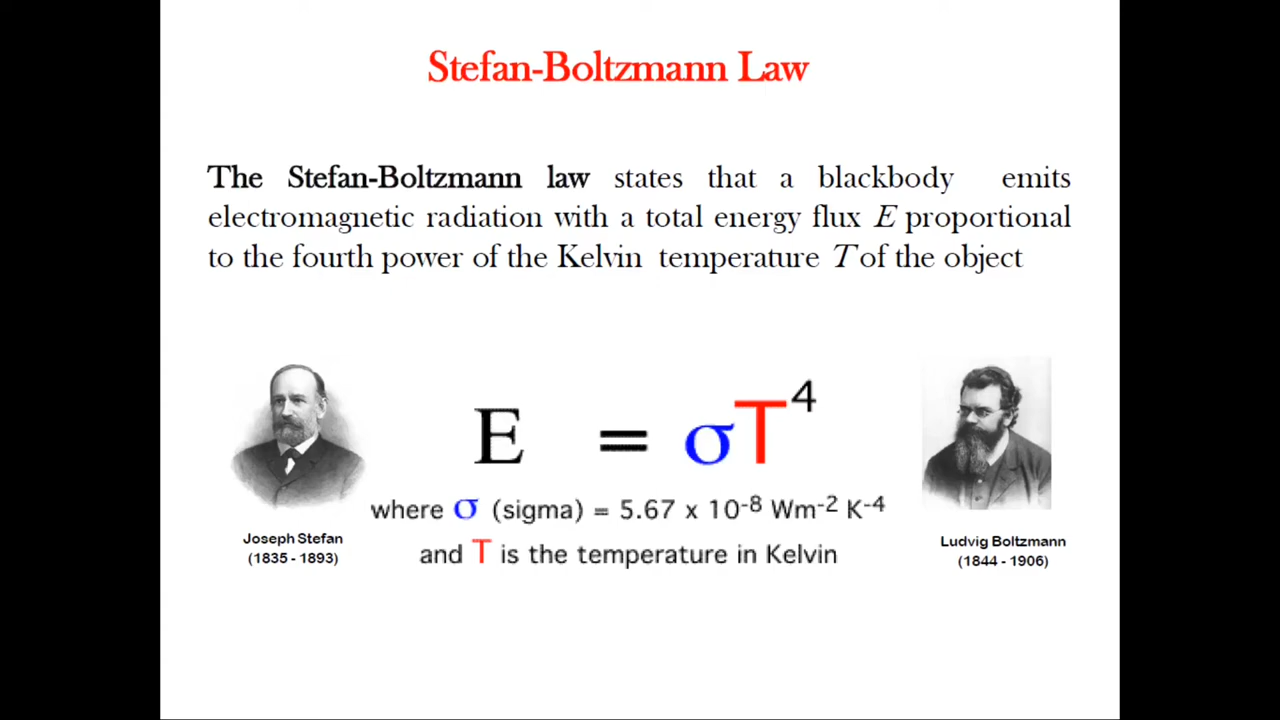 Stefan-Boltzmann Law
The Stefan-Boltzmann law states that a blackbody emits
electromagnetic radiation with a total energy flux E proportional
to the fourth power of the Kelvin temperature T of the object
E = σT⁴
where σ (sigma) = 5.67 x 10⁻⁸ Wm⁻² K⁻⁴
and T is the temperature in Kelvin
Joseph Stefan
(1835 - 1893)
Ludvig Boltzmann
(1844 - 1906)